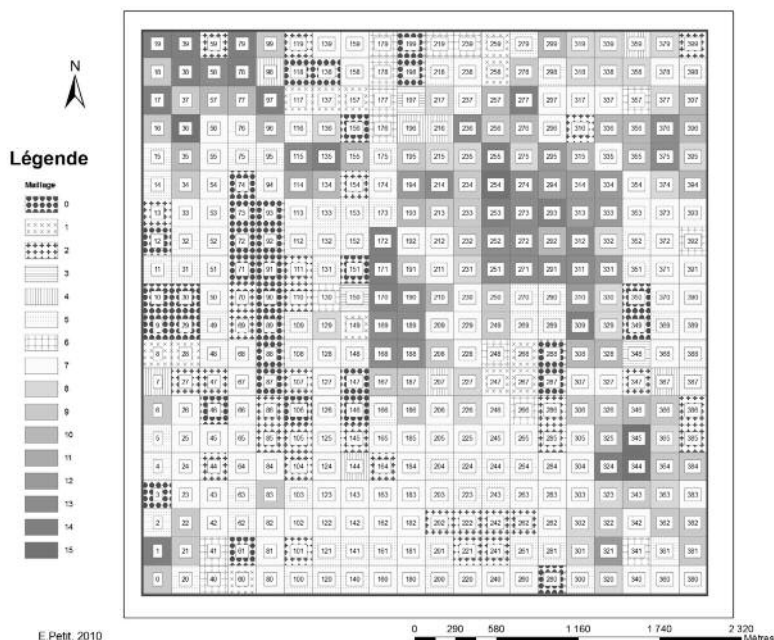 19 39 59 79 99 119 139 159 179 199 219 239 259 279 299 319 339 359 379 399
18 38 58 78 98 118 138 158 178 198 218 238 258 278 298 318 338 358 378 398
17 37 57 77 97 117 137 157 177 197 217 237 257 277 297 317 337 357 377 397
16 36 56 76 96 116 136 156 176 196 216 236 256 276 296 316 336 356 376 396
15 35 55 75 95 115 135 155 175 195 215 235 255 275 295 315 335 355 375 395
14 34 54 74 94 114 134 154 174 194 214 234 254 274 294 314 334 354 374 394
13 33 53 73 93 113 133 153 173 193 213 233 253 273 293 313 333 353 373 393
12 32 52 72 92 112 132 152 172 192 212 232 252 272 292 312 332 352 372 392
11 31 51 71 91 111 131 151 171 191 211 231 251 271 291 311 331 351 371 391
10 30 50 70 90 110 130 150 170 190 210 230 250 270 290 310 330 350 370 390
9 29 49 69 89 109 129 149 169 189 209 229 249 269 289 309 329 349 369 389
8 28 48 68 88 108 128 148 168 188 208 228 248 268 288 308 328 348 368 388
7 27 47 67 87 107 127 147 167 187 207 227 247 267 287 307 327 347 367 387
6 26 46 66 86 106 126 146 166 186 206 226 246 266 286 306 326 346 366 386
5 25 45 65 85 105 125 145 165 185 205 225 245 265 285 305 325 345 365 385
4 24 44 64 84 104 124 144 164 184 204 224 244 264 284 304 324 344 364 384
3 23 43 63 83 103 123 143 163 183 203 223 243 263 283 303 323 343 363 383
2 22 42 62 82 102 122 142 162 182 202 222 242 262 282 302 322 342 362 382
1 21 41 61 81 101 121 141 161 181 201 221 241 261 281 301 321 341 361 381
0 20 40 60 80 100 120 140 160 180 200 220 240 260 280 300 320 340 360 380
N
Légende
Maillage
0
1
2
3
4
5
6
7
8
9
10
11
12
13
14
15
E.Petit, 2010
0 290 580 1 160 1 740 2 320
Mètres